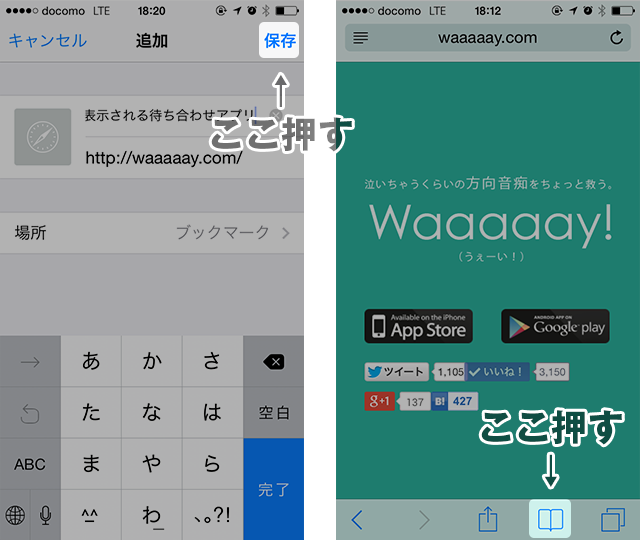 docomo LTE 18:20
キャンセル 追加 保存
表示される待ち合わせアプリ
ここ押す
http://waaaaay.com/
場所 ブックマーク
→ あ か さ
た な は 空白
ABC ま や ら
^^ わ_ 、。?! 完了
docomo LTE 18:12
waaaaay.com
泣いちゃうくらいの方向音痴をちょっと救う。
Waaaaay!
(うぇーい!)
Available on the iPhone
App Store
ANDROID APP ON
Google play
ツイート 1,105 いいね! 3,150
g+1 137 B! 427
ここ押す